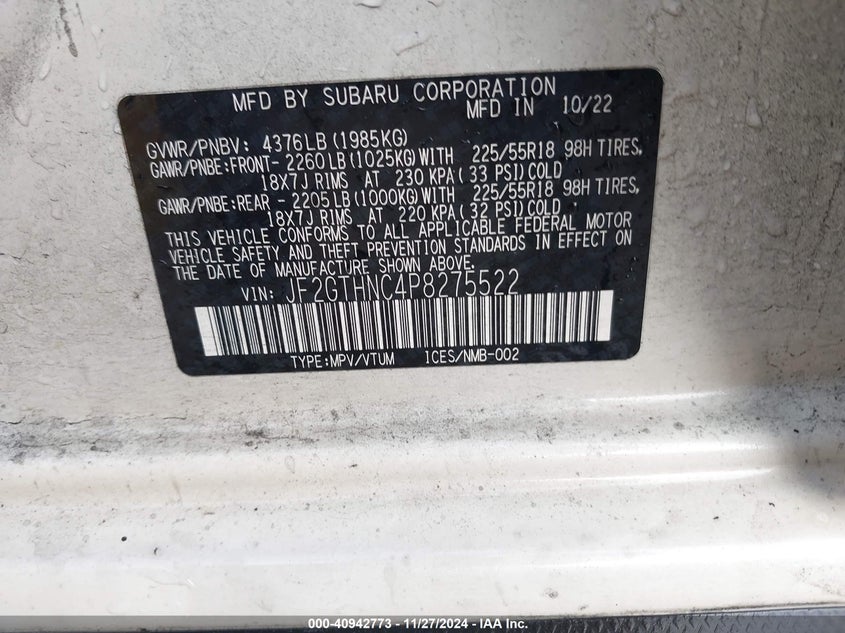 MFD BY SUBARU CORPORATION
MFD IN 10/22
GVWR/PNBV: 4376LB(1985KG)
GAWR/PNBE:FRONT- 2260LB(1025KG)WITH 225/55R18 98H TIRES,
18X7J RIMS AT 230 KPA(33 PSI)COLD
GAWR/PNBE:REAR - 2205LB(1000KG)WITH 225/55R18 98H TIRES,
18X7J RIMS AT 220 KPA(32 PSI)COLD
THIS VEHICLE CONFORMS TO ALL APPLICABLE FEDERAL MOTOR
VEHICLE SAFETY AND THEFT PREVENTION STANDARDS IN EFFECT ON
THE DATE OF MANUFACTURE SHOWN ABOVE.
VIN: JF2GTHNC4P8275522
TYPE:MPV/VTUM ICES/NMB-002
000-40942773 - 11/27/2024 - IAA Inc.